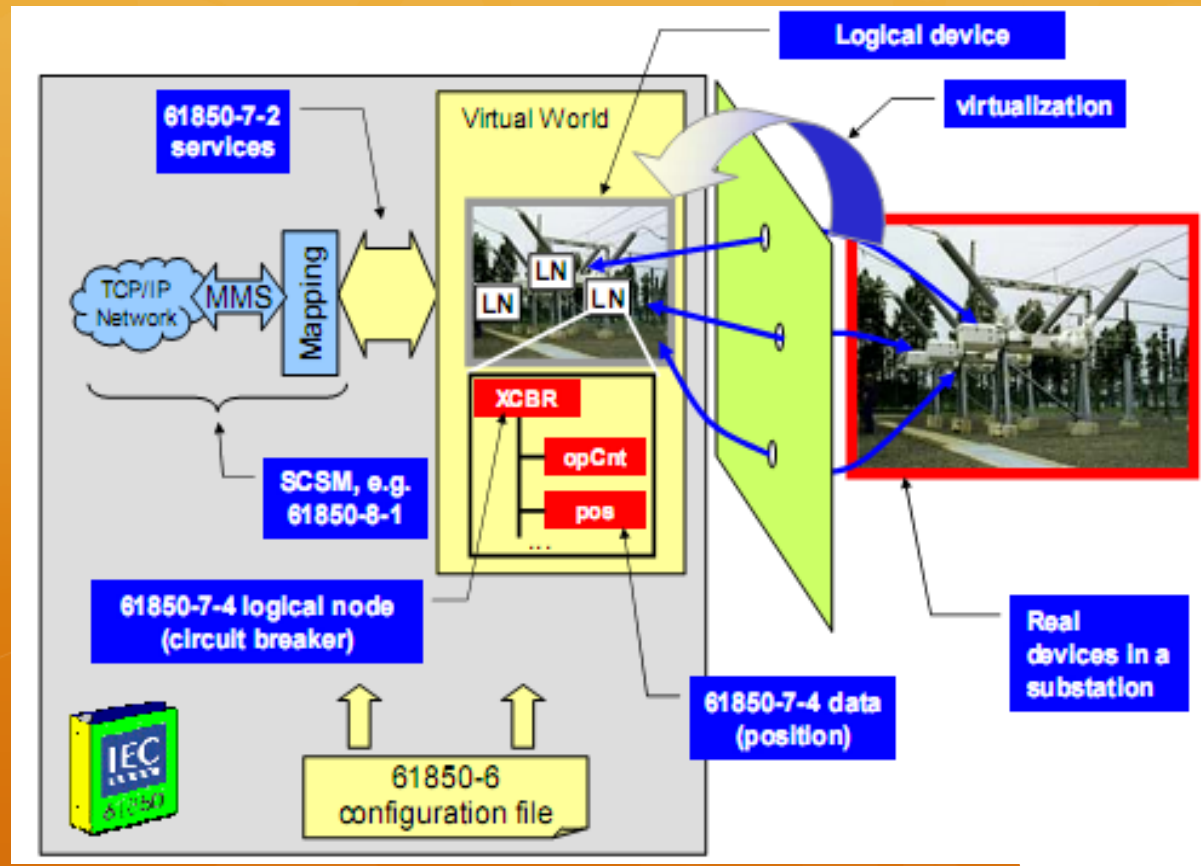 Logical device
61850-7-2
services
Virtual World
virtualization
LN
LN
LN
TCP/IP
Network
MMS
Mapping
XCBR
opCnt
pos
...
SCSM, e.g.
61850-8-1
61850-7-4 logical node
(circuit breaker)
Real
devices in a
substation
61850-7-4 data
(position)
IEC
61850
61850-6
configuration file